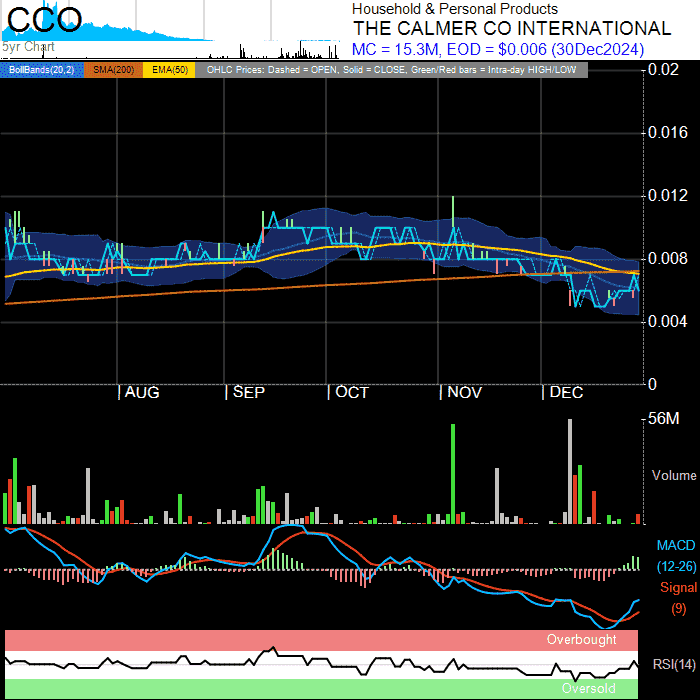 CCO
5yr Chart
Household & Personal Products
THE CALMER CO INTERNATIONAL
MC = 15.3M, EOD = $0.006 (30Dec2024)
BollBands(20,2) SMA(200) EMA(50) OHLC Prices: Dashed = OPEN, Solid = CLOSE, Green/Red bars = Intra-day HIGH/LOW
0.02
0.016
0.012
0.008
0.004
0
AUG SEP OCT NOV DEC
56M
Volume
MACD
(12-26)
Signal
(9)
Overbought
RSI(14)
Oversold